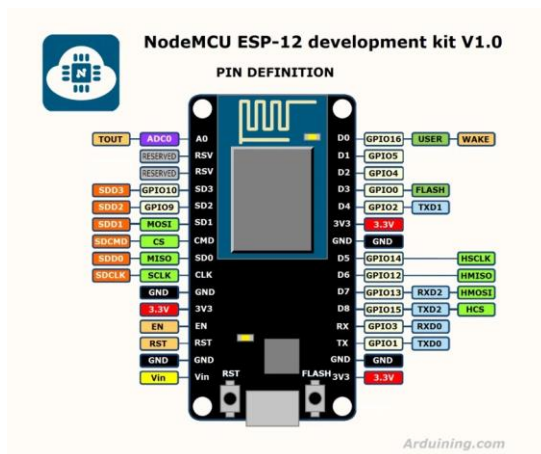 NodeMCU ESP-12 development kit V1.0
PIN DEFINITION
N
TOUT ADC0 A0 D0 GPIO16 USER WAKE
RESERVED RSV D1 GPIO5
RESERVED RSV D2 GPIO4
SDD3 GPIO10 SD3 D3 GPIO0 FLASH
SDD2 GPIO9 SD2 D4 GPIO2 TXD1
SDD1 MOSI SD1 3V3 3.3V
SDCMD CS CMD GND GND
SDD0 MISO SD0 D5 GPIO14 HSCLK
SDCLK SCLK CLK D6 GPIO12 HMISO
GND GND D7 GPIO13 RXD2 HMOSI
3.3V 3V3 D8 GPIO15 TXD2 HCS
EN EN RX GPIO3 RXD0
RST RST TX GPIO1 TXD0
GND GND GND GND
Vin Vin RST FLASH 3V3 3.3V
Arduining.com